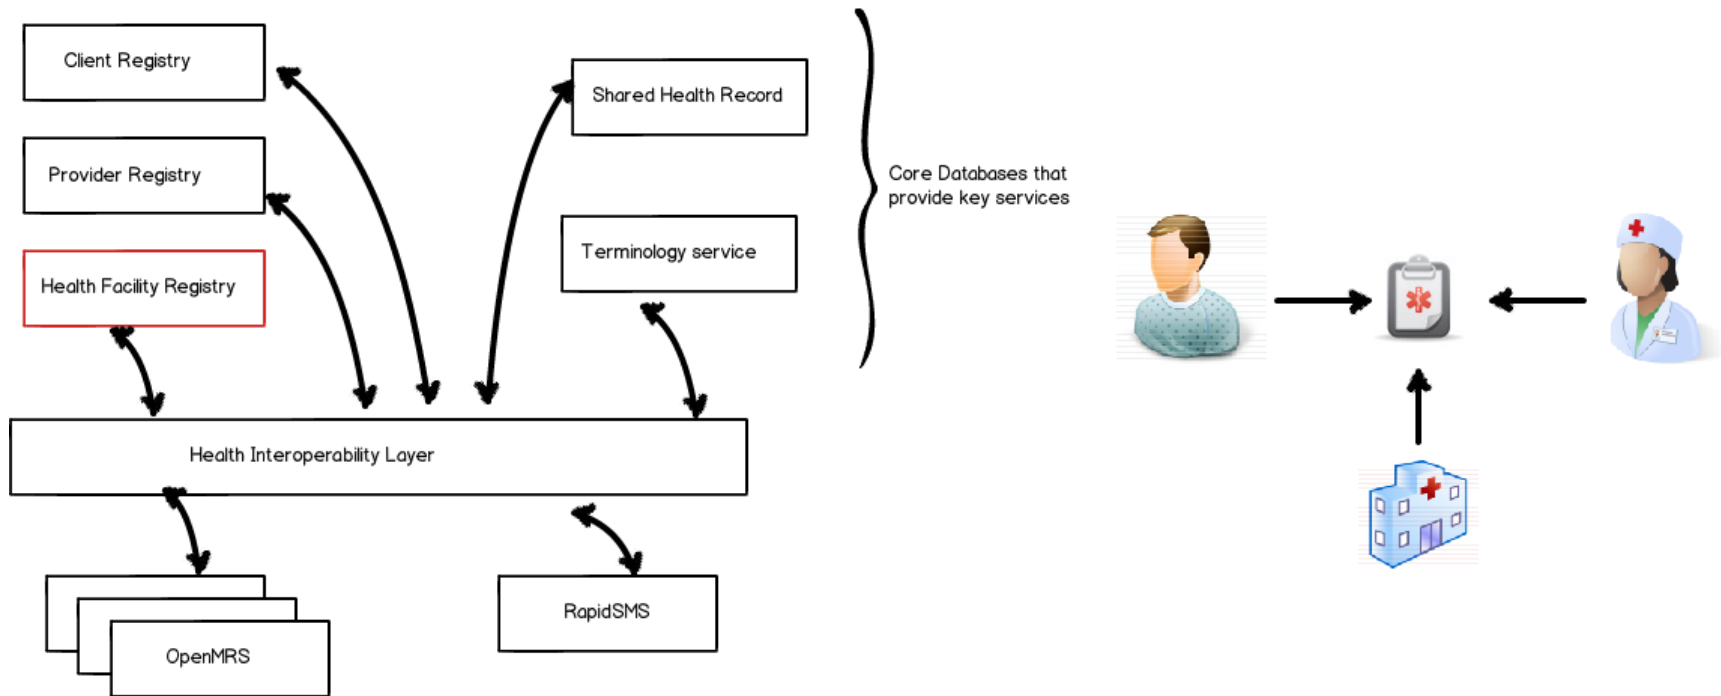 Client Registry
Shared Health Record
Provider Registry
Core Databases that
provide key services
Terminology service
Health Facility Registry
Health Interoperability Layer
RapidSMS
OpenMRS